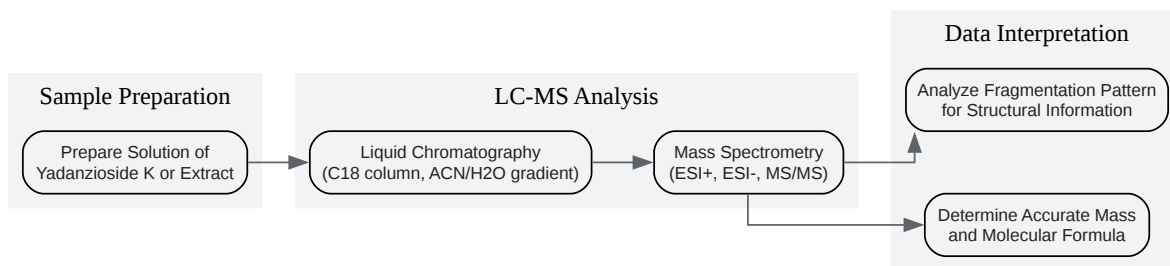 Sample Preparation
Prepare Solution of
Yadanzioside K or Extract
LC-MS Analysis
Liquid Chromatography
(C18 column, ACN/H2O gradient)
Mass Spectrometry
(ESI+, ESI-, MS/MS)
Data Interpretation
Analyze Fragmentation Pattern
for Structural Information
Determine Accurate Mass
and Molecular Formula